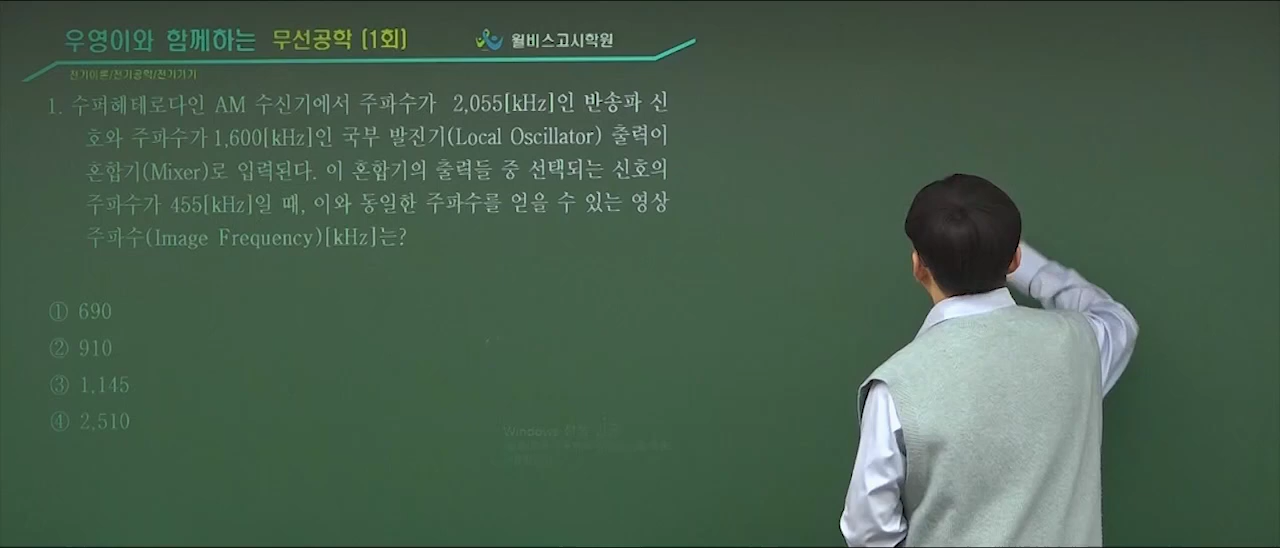 우영이와 함께하는 무선공학 (1회)
윌비스고시학원
전기이론/전기공학/전기기기
1. 수퍼헤테로다인 AM 수신기에서 주파수가 2,055[kHz]인 반송파 신
호와 주파수가 1,600[kHz]인 국부 발진기(Local Oscillator) 출력이
혼합기(Mixer)로 입력된다. 이 혼합기의 출력들 중 선택되는 신호의
주파수가 455[kHz]일 때, 이와 동일한 주파수를 얻을 수 있는 영상
주파수(Image Frequency)[kHz]는?
① 690
② 910
③ 1,145
④ 2,510
Windows